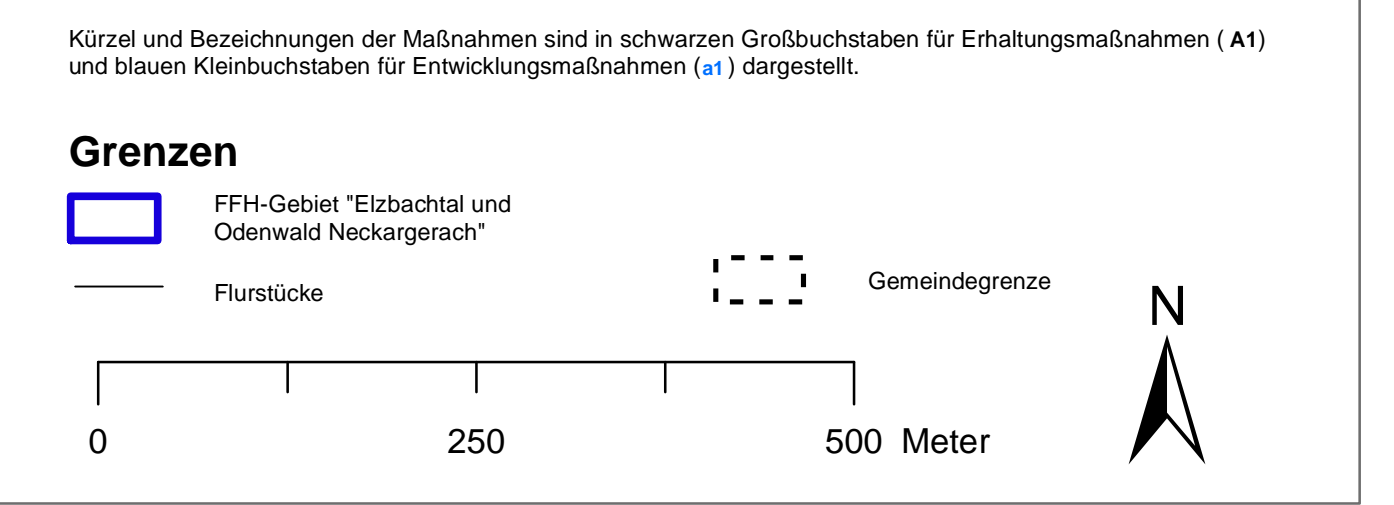 Kürzel und Bezeichnungen der Maßnahmen sind in schwarzen Großbuchstaben für Erhaltungsmaßnahmen ( A1)
und blauen Kleinbuchstaben für Entwicklungsmaßnahmen (a1 ) dargestellt.
Grenzen
FFH-Gebiet "Elzbachtal und
Odenwald Neckargerach"
Flurstücke
Gemeindegrenze
N
0 250 500 Meter